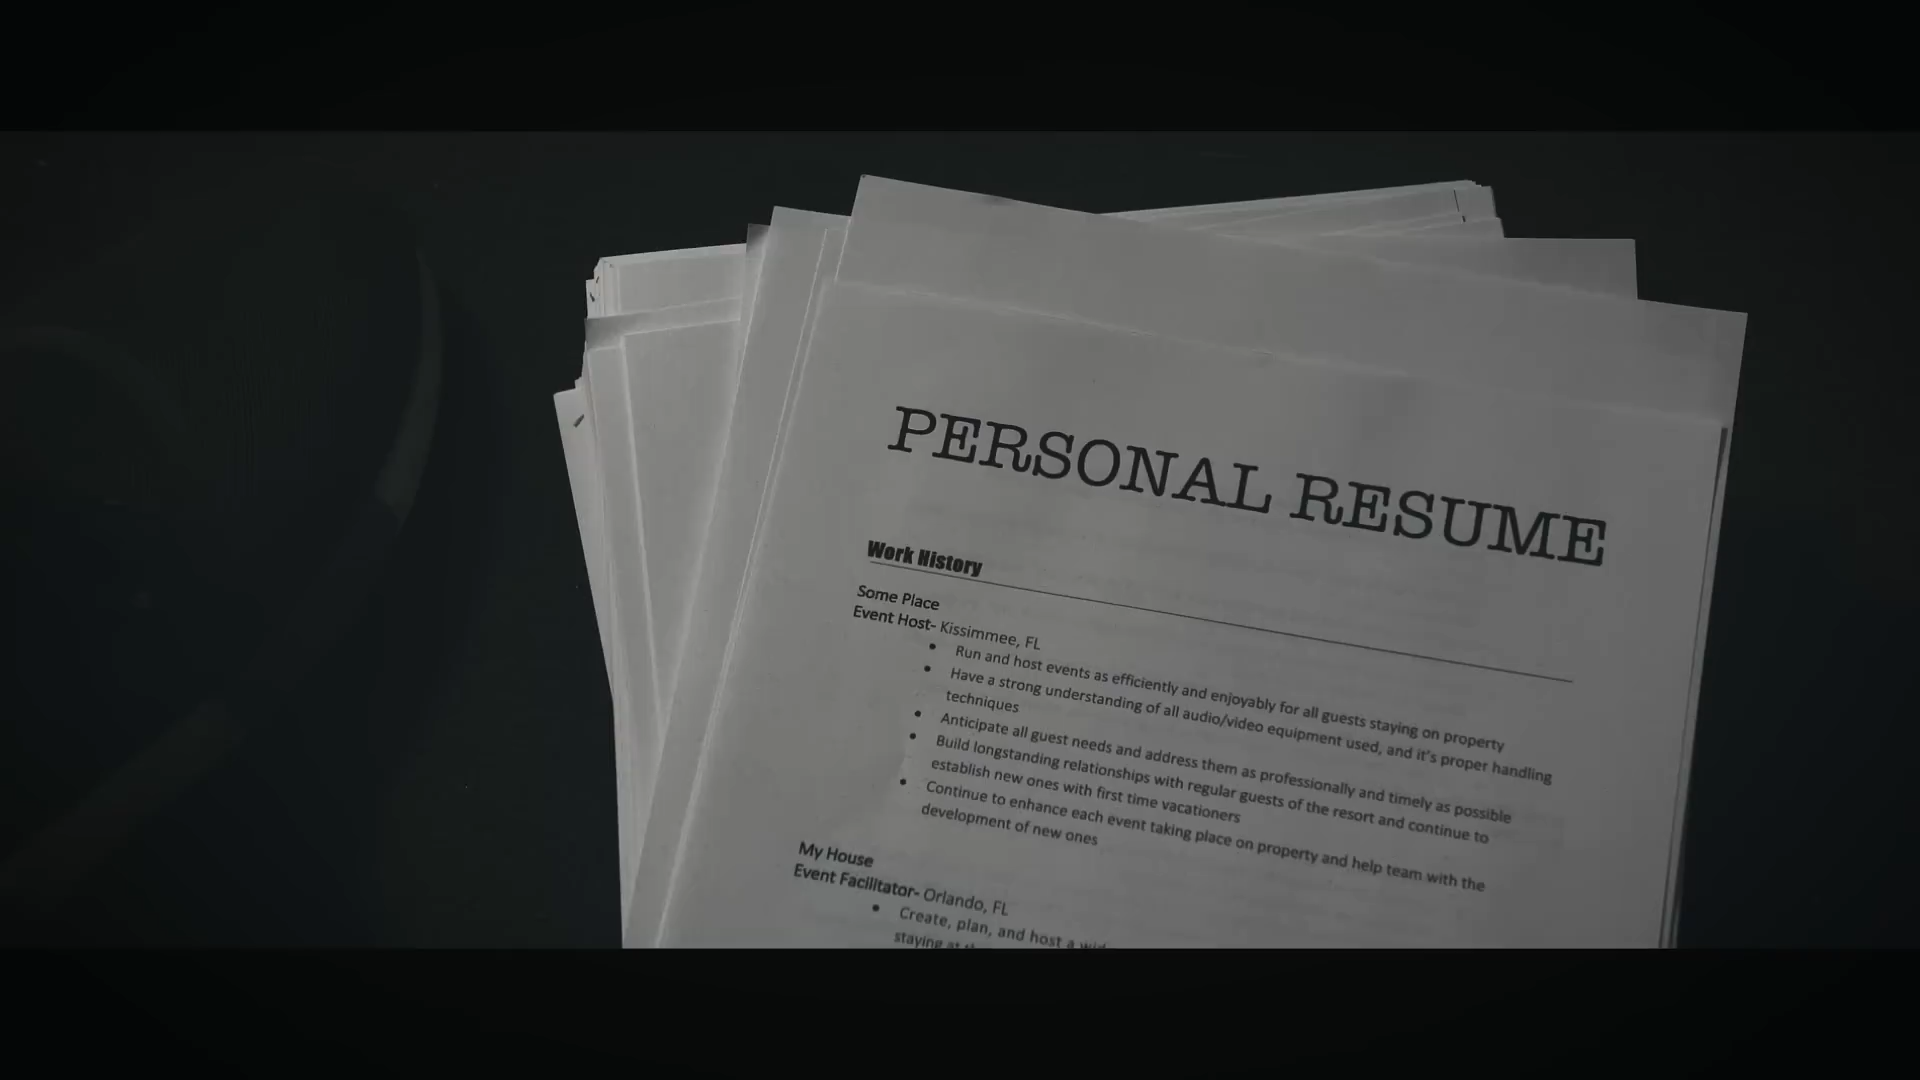 PERSONAL RESUME
Work History
Some Place
Event Host- Kissimmee, FL
• Run and host events as efficiently and enjoyably for all guests staying on property
• Have a strong understanding of all audio/video equipment used, and it's proper handling
techniques
• Anticipate all guest needs and address them as professionally and timely as possible
• Build longstanding relationships with regular guests of the resort and continue to
establish new ones with first time vacationers
• Continue to enhance each event taking place on property and help team with the
development of new ones
My House
Event Facilitator- Orlando, FL
• Create, plan, and host a
staying at